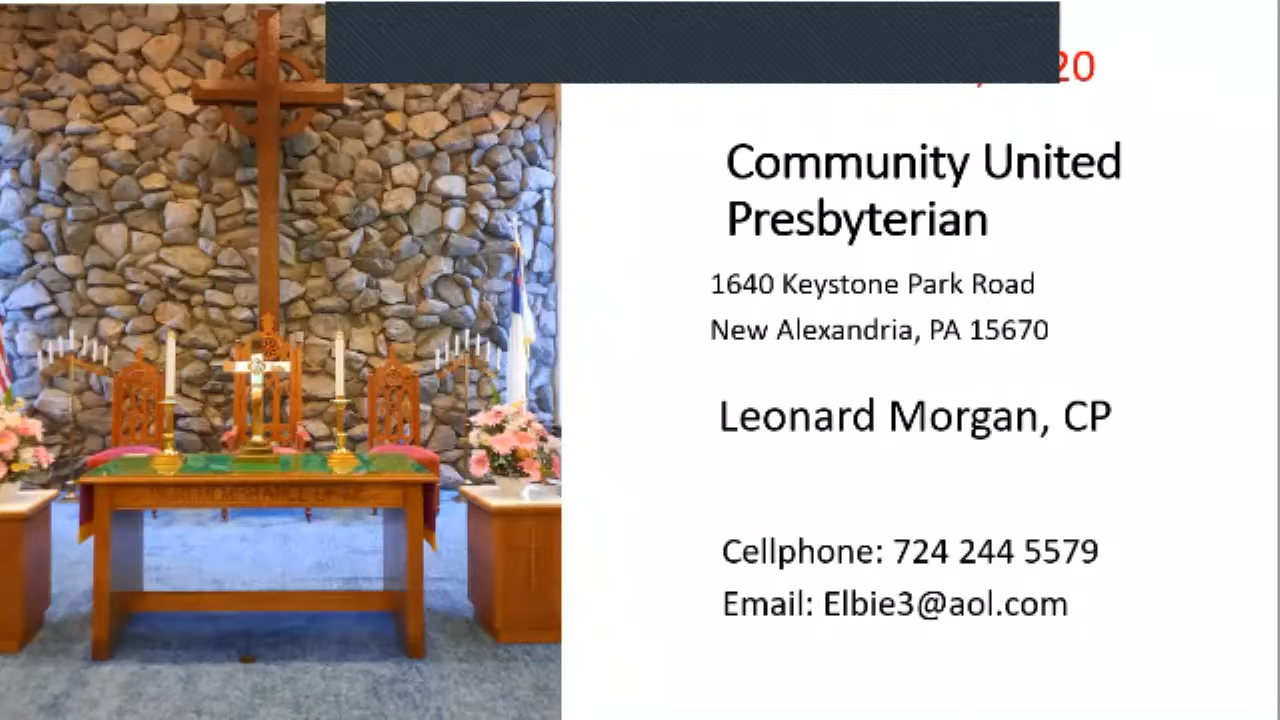 20
Community United
Presbyterian
1640 Keystone Park Road
New Alexandria, PA 15670
Leonard Morgan, CP
Cellphone: 724 244 5579
Email: Elbie3@aol.com